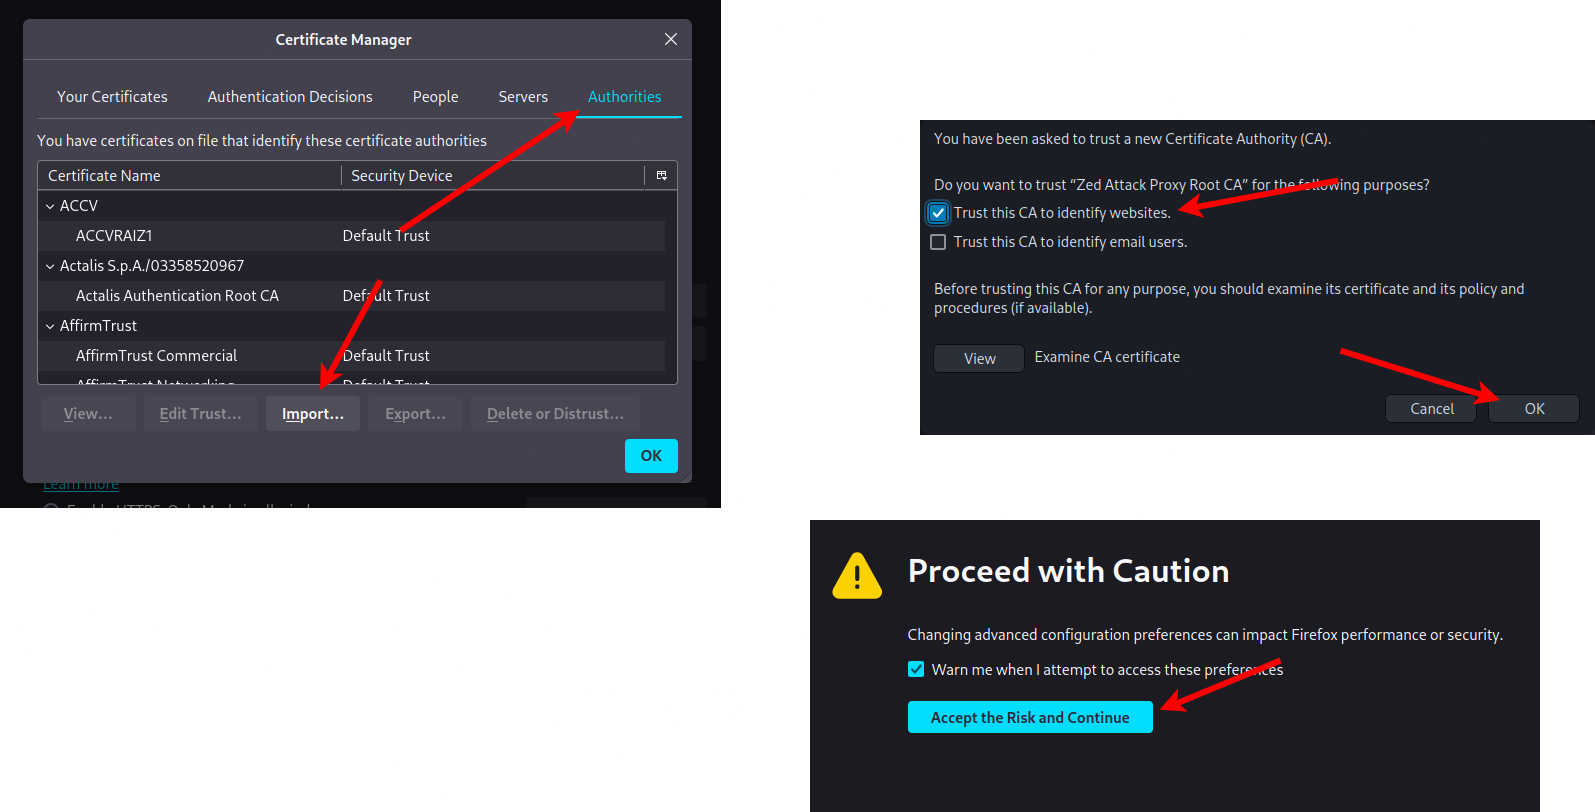 Certificate Manager
Your Certificates Authentication Decisions People Servers Authorities
You have certificates on file that identify these certificate authorities
Certificate Name Security Device
ACCV
ACCVRAIZ1 Default Trust
Actalis S.p.A./03358520967
Actalis Authentication Root CA Default Trust
AffirmTrust
AffirmTrust Commercial Default Trust
AffirmTrust Networking Default Trust
View... Edit Trust... Import... Export... Delete or Distrust...
OK
Learn more
You have been asked to trust a new Certificate Authority (CA).
Do you want to trust “Zed Attack Proxy Root CA” for the following purposes?
Trust this CA to identify websites.
Trust this CA to identify email users.
Before trusting this CA for any purpose, you should examine its certificate and its policy and
procedures (if available).
View Examine CA certificate
Cancel OK
Proceed with Caution
Changing advanced configuration preferences can impact Firefox performance or security.
Warn me when I attempt to access these preferences
Accept the Risk and Continue